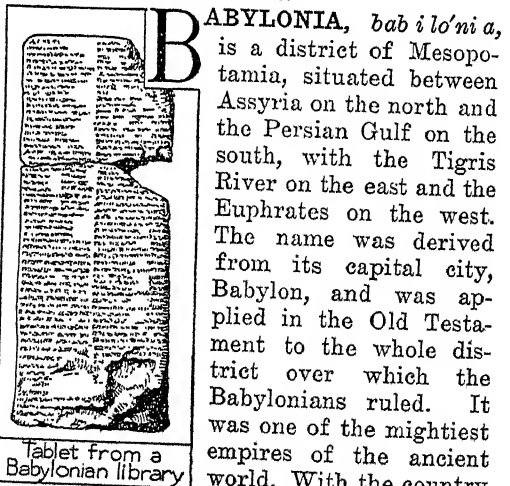 BABYLONIA, bab i lo'ni a,
is a district of Mesopo-
tamia, situated between
Assyria on the north and
the Persian Gulf on the
south, with the Tigris
River on the east and the
Euphrates on the west.
The name was derived
from its capital city,
Babylon, and was ap-
plied in the Old Testa-
ment to the whole dis-
trict over which the
Babylonians ruled. It
was one of the mightiest
empires of the ancient
world. With the country
Tablet from a
Babylonian library